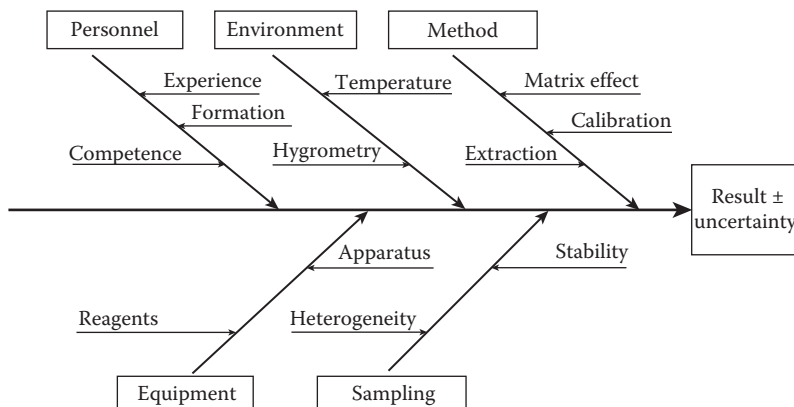 Personnel
Environment
Method
Experience
Temperature
Matrix effect
Formation
Calibration
Competence
Hygrometry
Extraction
Result ±
uncertainty
Apparatus
Stability
Reagents
Heterogeneity
Equipment
Sampling